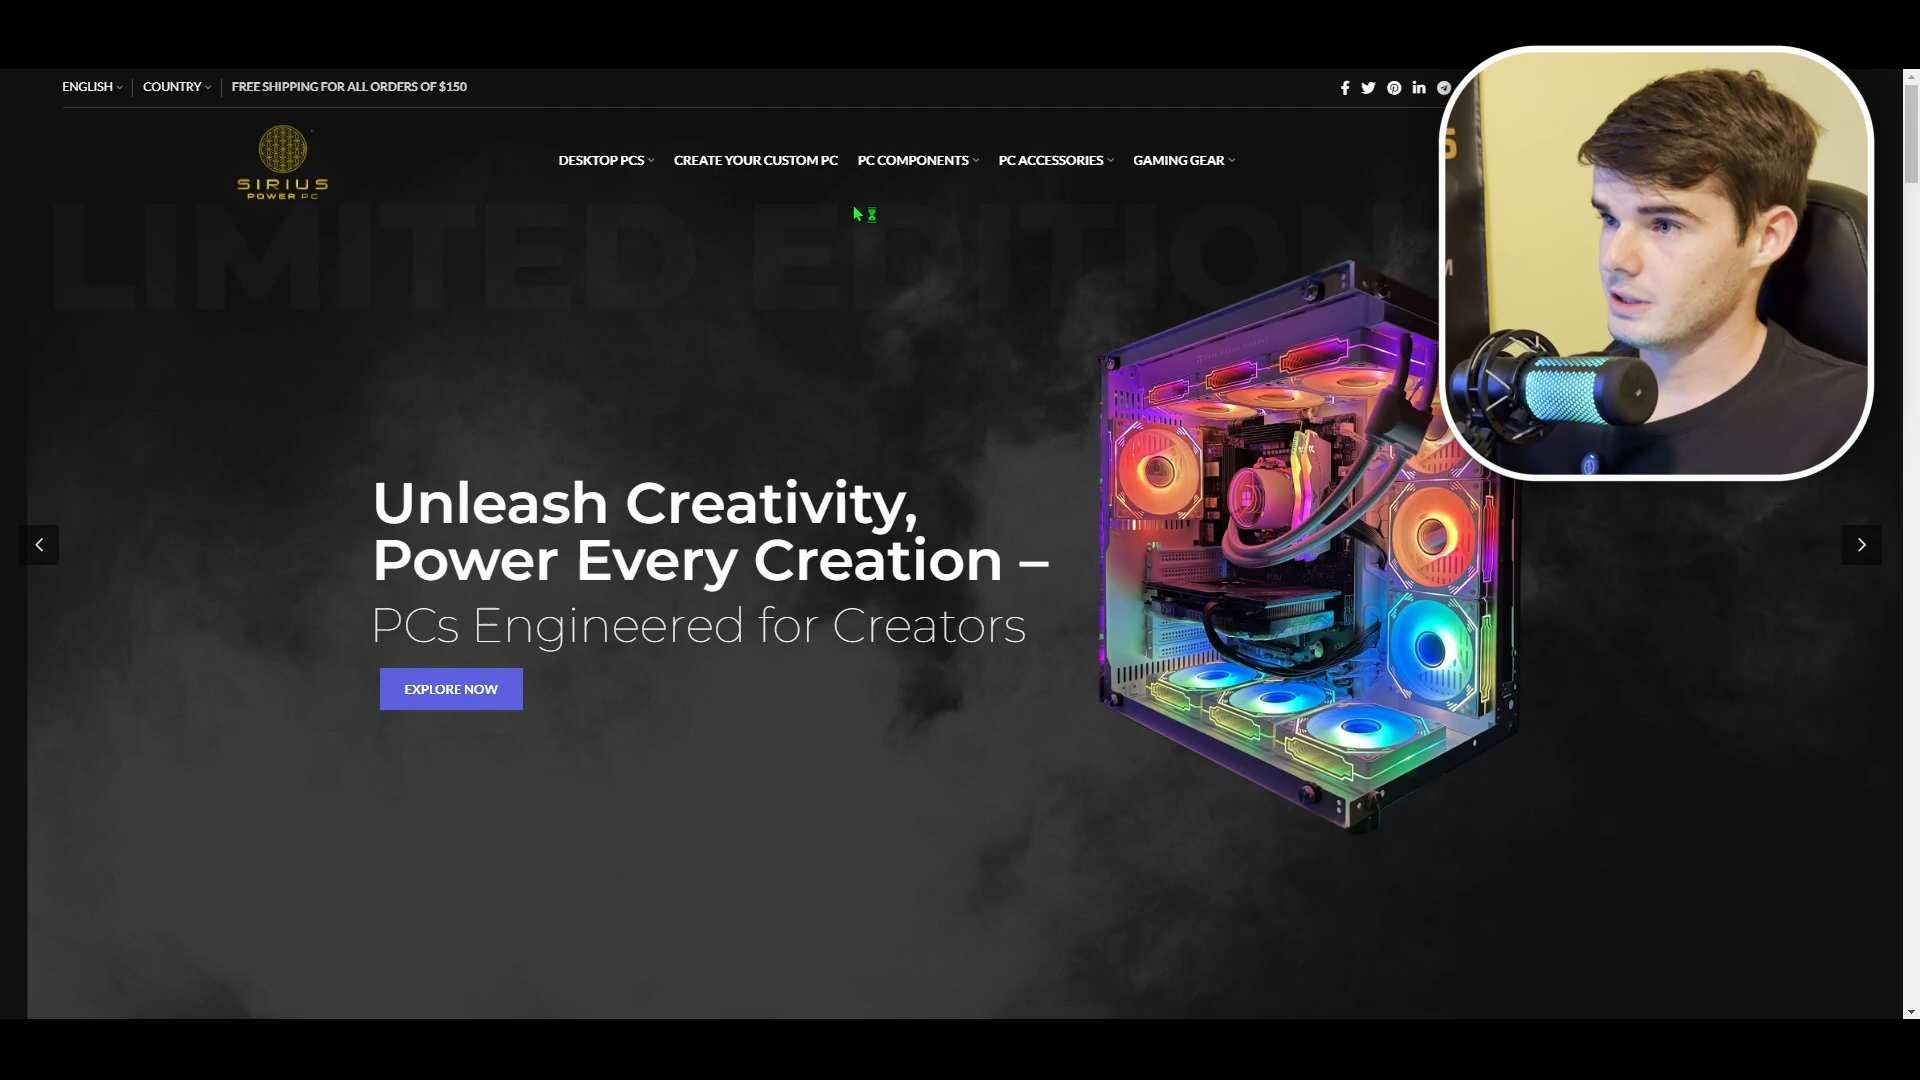 ENGLISH
COUNTRY
FREE SHIPPING FOR ALL ORDERS OF $150
SIRIUS
POWER PC
DESKTOP PCS
CREATE YOUR CUSTOM PC
PC COMPONENTS
PC ACCESSORIES
GAMING GEAR
LIMITED EDITION
Unleash Creativity,
Power Every Creation –
PCs Engineered for Creators
EXPLORE NOW